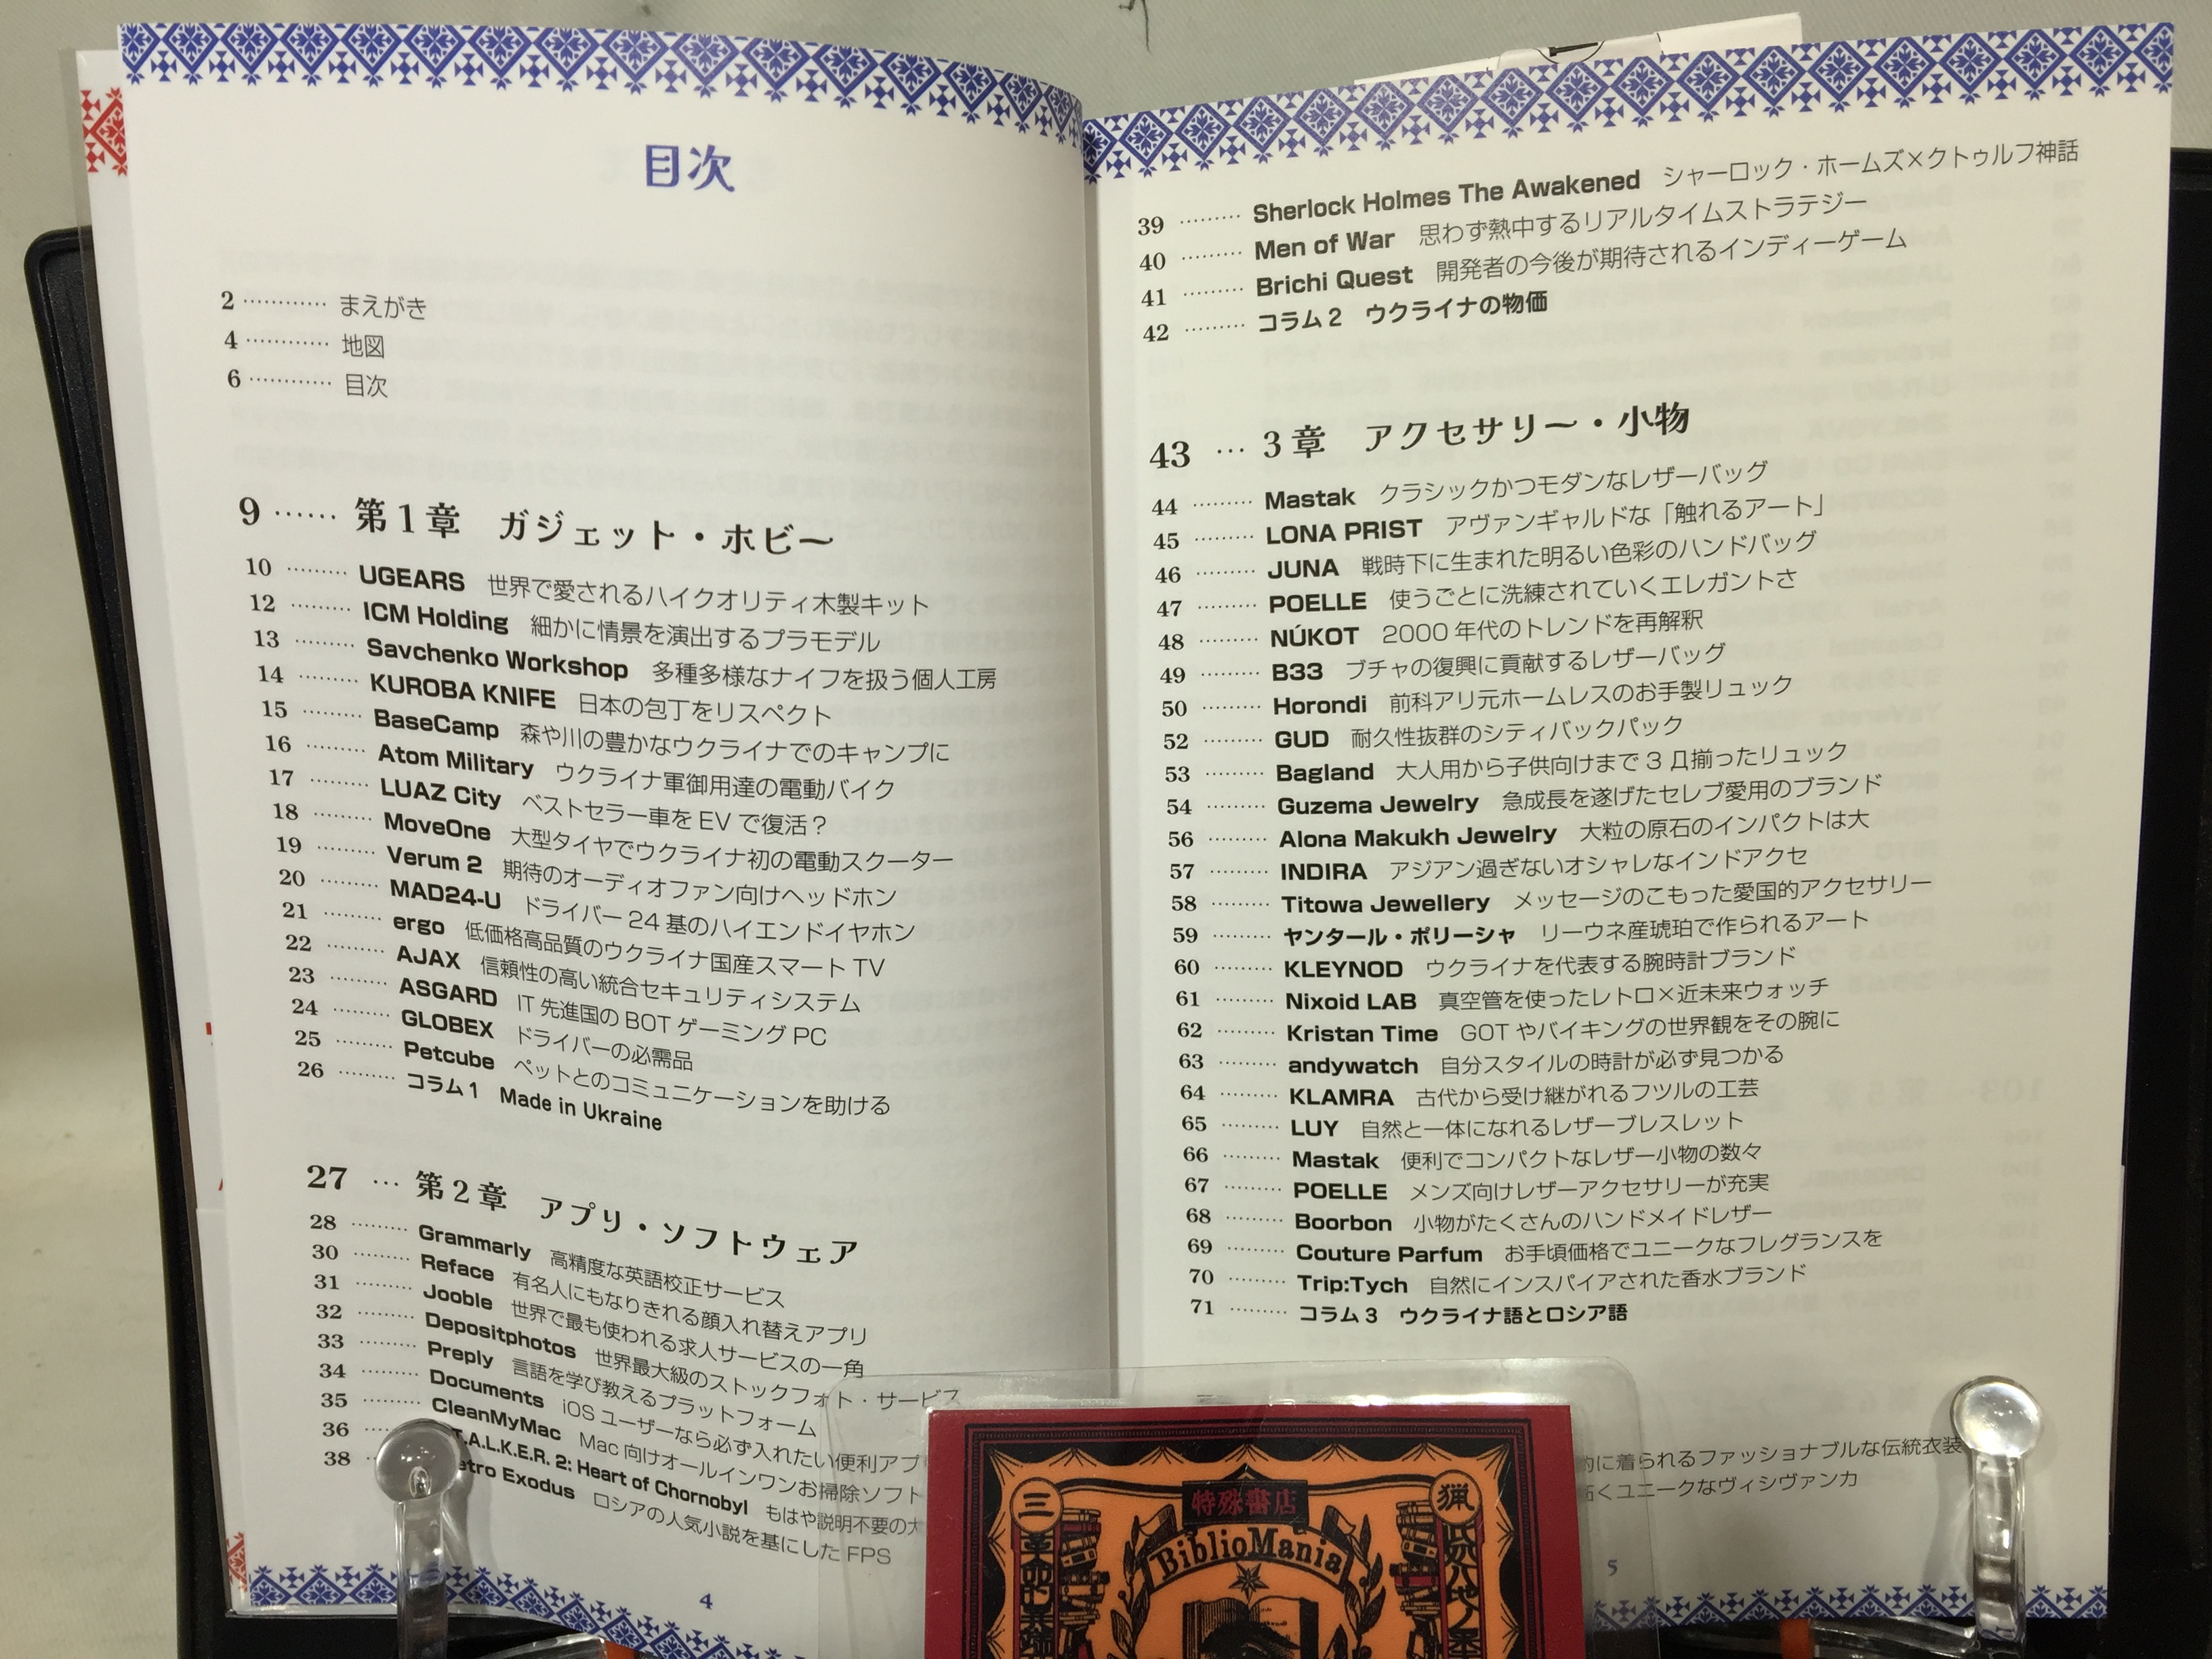 目次
2 ………… まえがき
4 ………… 地図
6 ………… 目次
9 …… 第1章 ガジェット・ホビー
10 ……… UGEARS 世界で愛されるハイクオリティ木製キット
12 ……… ICM Holding 細かに情景を演出するプラモデル
13 ……… Savchenko Workshop 多種多様なナイフを扱う個人工房
14 ……… KUROBA KNIFE 日本の包丁をリスペクト
15 ……… BaseCamp 森や川の豊かなウクライナでのキャンプに
16 ……… Atom Military ウクライナ軍御用達の電動バイク
17 ……… LUAZ City ベストセラー車を EV で復活？
18 ……… MoveOne 大型タイヤでウクライナ初の電動スクーター
19 ……… Verum 2 期待のオーディオファン向けヘッドホン
20 ……… MAD24-U ドライバー 24 基のハイエンドイヤホン
21 ……… ergo 低価格高品質のウクライナ国産スマート TV
22 ……… AJAX 信頼性の高い統合セキュリティシステム
23 ……… ASGARD IT 先進国の BOT ゲーミング PC
24 ……… GLOBEX ドライバーの必需品
25 ……… Petcube ペットとのコミュニケーションを助ける
26 ……… コラム1 Made in Ukraine
27 … 第2章 アプリ・ソフトウェア
28 ……… Grammarly 高精度な英語校正サービス
30 ……… Reface 有名人にもなりきれる顔入れ替えアプリ
31 ……… Jooble 世界で最も使われる求人サービスの一角
32 ……… Depositphotos 世界最大級のストックフォト・サービス
33 ……… Preply 言語を学び教えるプラットフォーム
34 ……… Documents iOS ユーザーなら必ず入れたい便利アプ
35 ……… CleanMyMac Mac 向けオールインワンお掃除ソフト
36 …… T.A.L.K.E.R. 2: Heart of Chornobyl もはや説明不要の
38 … etro Exodus ロシアの人気小説を基にした FPS
4
39 ……… Sherlock Holmes The Awakened シャーロック・ホームズ×クトゥルフ神話
40 ……… Men of War 思わず熱中するリアルタイムストラテジー
41 ……… Brichi Quest 開発者の今後が期待されるインディーゲーム
42 ……… コラム2 ウクライナの物価
43 … 3章 アクセサリー・小物
44 ……… Mastak クラシックかつモダンなレザーバッグ
45 ……… LONA PRIST アヴァンギャルドな「触れるアート」
46 ……… JUNA 戦時下に生まれた明るい色彩のハンドバッグ
47 ……… POELLE 使うごとに洗練されていくエレガントさ
48 ……… NÚKOT 2000 年代のトレンドを再解釈
49 ……… B33 ブチャの復興に貢献するレザーバッグ
50 ……… Horondi 前科アリ元ホームレスのお手製リュック
52 ……… GUD 耐久性抜群のシティバックパック
53 ……… Bagland 大人用から子供向けまで 3 Д揃ったリュック
54 ……… Guzema Jewelry 急成長を遂げたセレブ愛用のブランド
56 ……… Alona Makukh Jewelry 大粒の原石のインパクトは大
57 ……… INDIRA アジアン過ぎないオシャレなインドアクセ
58 ……… Titowa Jewellery メッセージのこもった愛国的アクセサリー
59 ……… ヤンタール・ポリーシャ リーウネ産琥珀で作られるアート
60 ……… KLEYNOD ウクライナを代表する腕時計ブランド
61 ……… Nixoid LAB 真空管を使ったレトロ×近未来ウォッチ
62 ……… Kristan Time GOT やバイキングの世界観をその腕に
63 ……… andywatch 自分スタイルの時計が必ず見つかる
64 ……… KLAMRA 古代から受け継がれるフツルの工芸
65 ……… LUY 自然と一体になれるレザーブレスレット
66 ……… Mastak 便利でコンパクトなレザー小物の数々
67 ……… POELLE メンズ向けレザーアクセサリーが充実
68 ……… Boorbon 小物がたくさんのハンドメイドレザー
69 ……… Couture Parfum お手頃価格でユニークなフレグランスを
70 ……… Trip:Tych 自然にインスパイアされた香水ブランド
71 ……… コラム3 ウクライナ語とロシア語
に着られるファッショナブルな伝統衣装
くユニークなヴィシヴァンカ
5
三
特殊書店
猟
BiblioMania